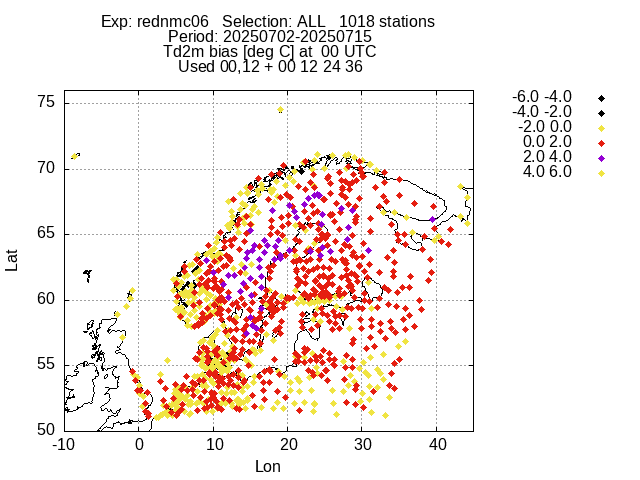 Exp: rednmc06   Selection: ALL   1018 stations
Period: 20250702-20250715
Td2m bias [deg C] at  00 UTC
Used 00,12 + 00 12 24 36
-6.0 -4.0
-4.0 -2.0
-2.0 0.0
0.0 2.0
2.0 4.0
4.0 6.0
75
70
65
60
55
50
Lat
-10 0 10 20 30 40
Lon